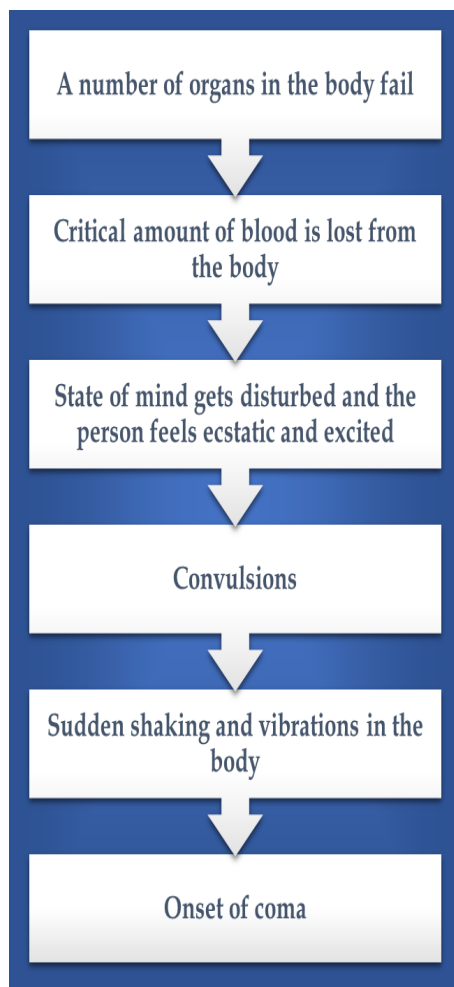 A number of organs in the body fail
Critical amount of blood is lost from
the body
State of mind gets disturbed and the
person feels ecstatic and excited
Convulsions
Sudden shaking and vibrations in the
body
Onset of coma